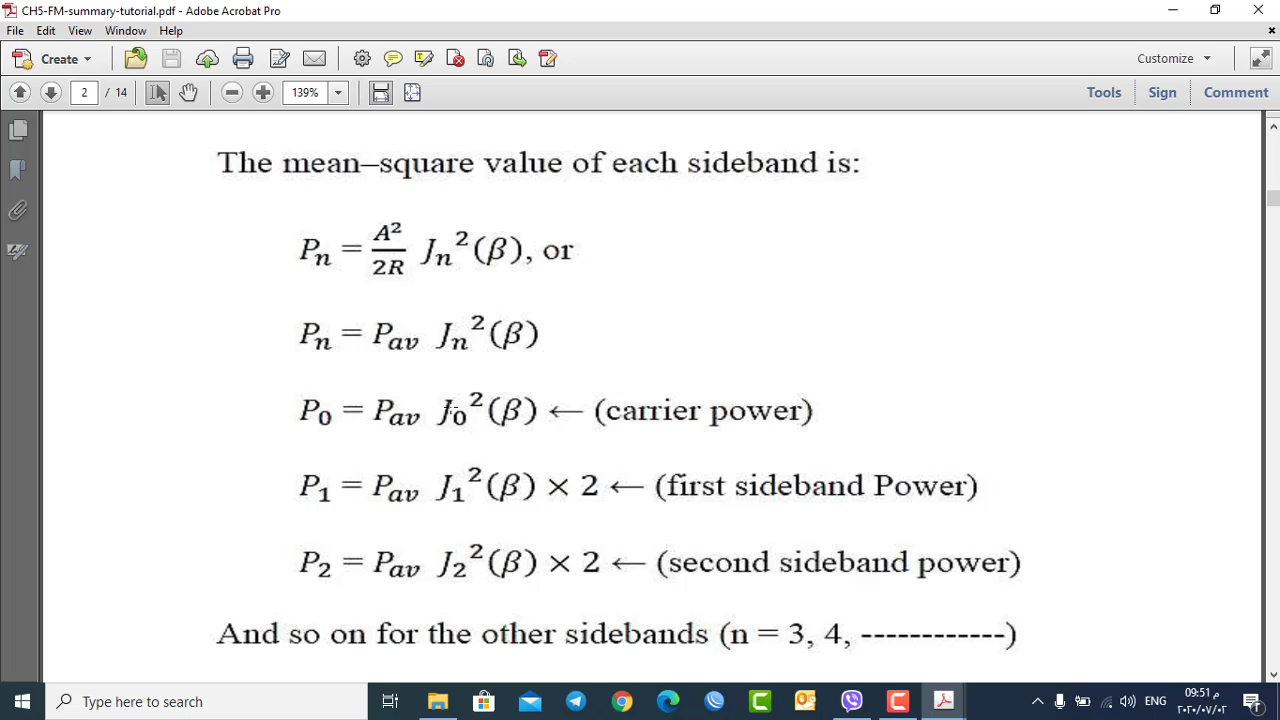 CH5-FM-summary-tutorial.pdf - Adobe Acrobat Pro
File Edit View Window Help
Create Customize
2 / 14 139% Tools Sign Comment
The mean–square value of each sideband is:
Pₙ = A²/2R Jₙ²(β), or
Pₙ = Pₐᵥ Jₙ²(β)
P₀ = Pₐᵥ J₀²(β) ← (carrier power)
P₁ = Pₐᵥ J₁²(β) × 2 ← (first sideband Power)
P₂ = Pₐᵥ J₂²(β) × 2 ← (second sideband power)
And so on for the other sidebands (n = 3, 4, ------------)
Type here to search ENG م 09:51